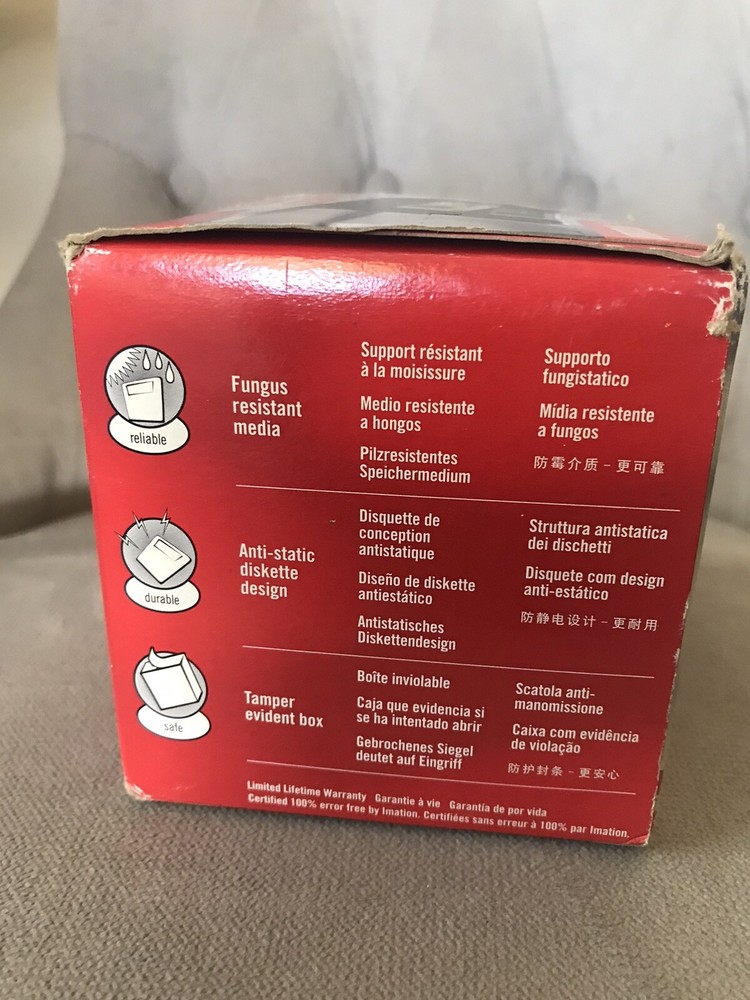 reliable
Fungus
resistant
media
Support résistant
à la moisissure
Medio resistente
a hongos
Pilzresistentes
Speichermedium
Supporto
fungistatico
Mídia resistente
a fungos
防霉介质 - 更可靠
durable
Anti-static
diskette
design
Disquette de
conception
antistatique
Diseño de diskette
antiestático
Antistatisches
Diskettendesign
Struttura antistatica
dei dischetti
Disquete com design
anti-estático
防静电设计 - 更耐用
safe
Tamper
evident box
Boîte inviolable
Caja que evidencia si
se ha intentado abrir
Gebrochenes Siegel
deutet auf Eingriff
Scatola anti-
manomissione
Caixa com evidência
de violação
防护封条 - 更安心
Limited Lifetime Warranty Garantie à vie Garantía de por vida
Certified 100% error free by Imation. Certifiées sans erreur à 100% par Imation.